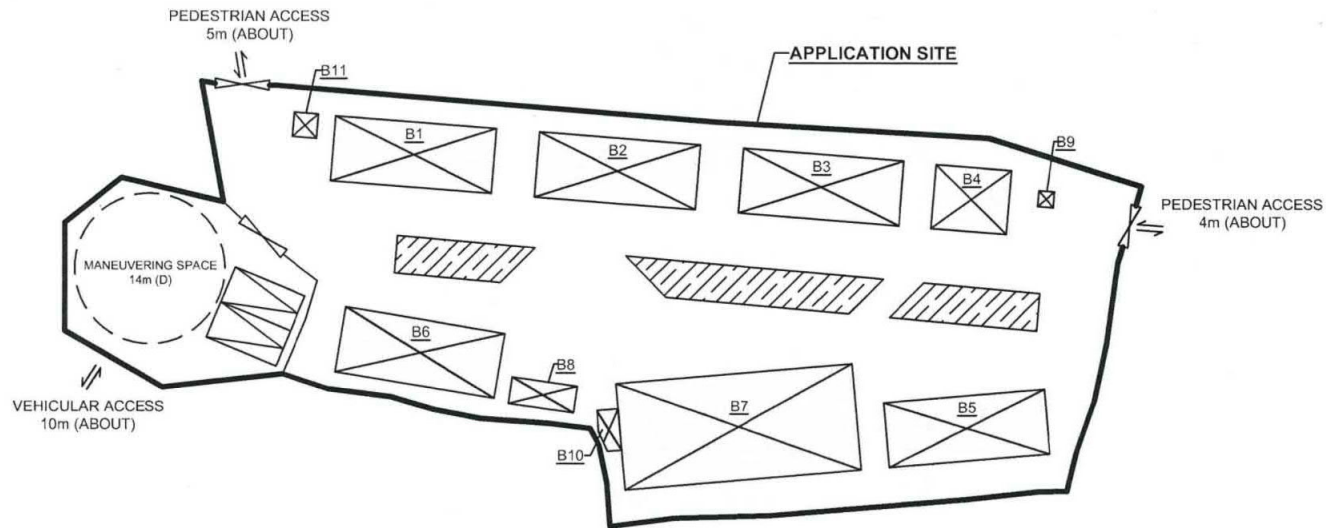 PEDESTRIAN ACCESS
5m (ABOUT)
APPLICATION SITE
B11
B1
B2
B3
B4
B9
PEDESTRIAN ACCESS
4m (ABOUT)
MANEUVERING SPACE
14m (D)
B6
B8
B7
B5
B10
VEHICULAR ACCESS
10m (ABOUT)